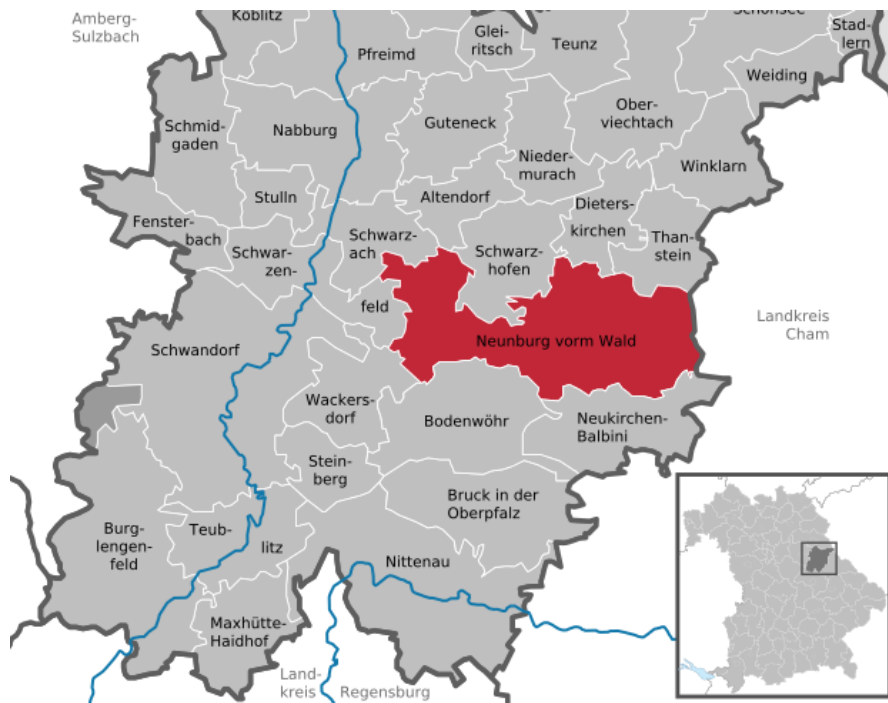 Amberg-
Sulzbach
Köblitz
Pfreimd
Glei-
ritsch
Teunz
Schönsee
Stad-
lern
Weiding
Schmid-
gaden
Nabburg
Guteneck
Ober-
viechtach
Nieder-
murach
Winklarn
Stulln
Altendorf
Dieters-
kirchen
Fenster-
bach
Schwarz-
ach
Schwarz-
hofen
Than-
stein
Schwar-
zen-
feld
Landkreis
Cham
Neunburg vorm Wald
Schwandorf
Wackers-
dorf
Bodenwöhr
Neukirchen-
Balbini
Stein-
berg
Bruck in der
Oberpfalz
Burg-
lengen-
feld
Teub-
litz
Nittenau
Maxhütte-
Haidhof
Land-
kreis
Regensburg